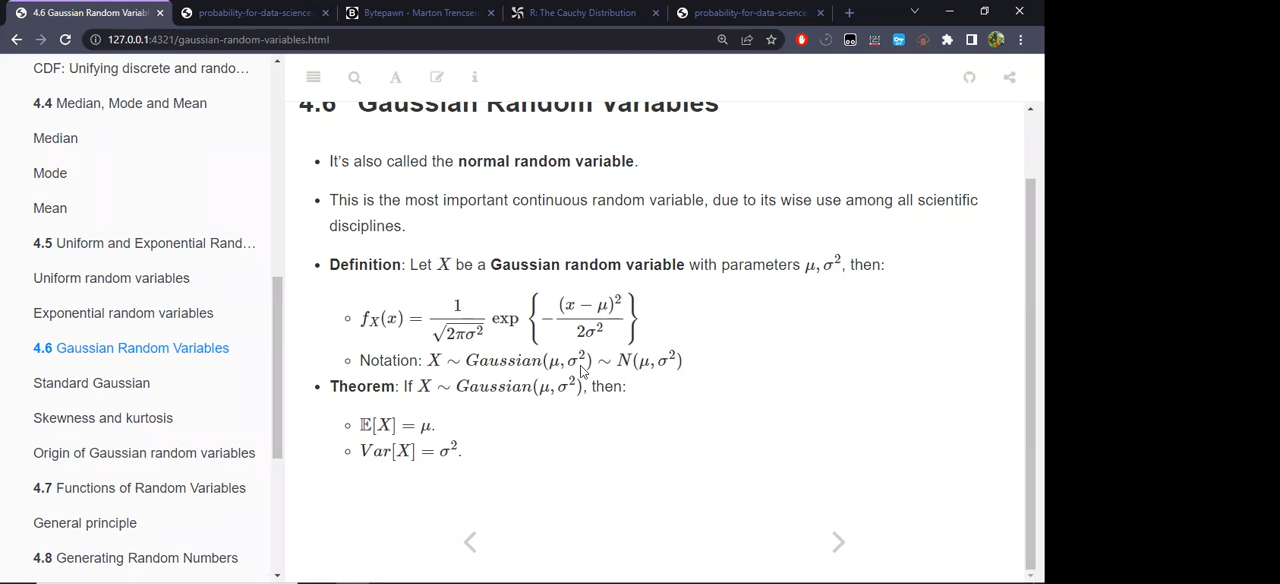 4.6 Gaussian Random Variabl
probability-for-data-science
Bytepawn - Marton Trencser
R: The Cauchy Distribution
probability-for-data-science
127.0.0.1:4321/gaussian-random-variables.html
CDF: Unifying discrete and rando…
4.4 Median, Mode and Mean
Median
Mode
Mean
4.5 Uniform and Exponential Rand…
Uniform random variables
Exponential random variables
4.6 Gaussian Random Variables
Standard Gaussian
Skewness and kurtosis
Origin of Gaussian random variables
4.7 Functions of Random Variables
General principle
4.8 Generating Random Numbers
4.6 Gaussian Random Variables
• It's also called the normal random variable.
• This is the most important continuous random variable, due to its wise use among all scientific
disciplines.
• Definition: Let X be a Gaussian random variable with parameters μ, σ², then:
∘ f_X(x) = 1/√(2πσ²) exp {−(x − μ)²/2σ²}
∘ Notation: X ∼ Gaussian(μ, σ²) ∼ N(μ, σ²)
• Theorem: If X ∼ Gaussian(μ, σ²), then:
∘ 𝔼[X] = μ.
∘ Var[X] = σ².